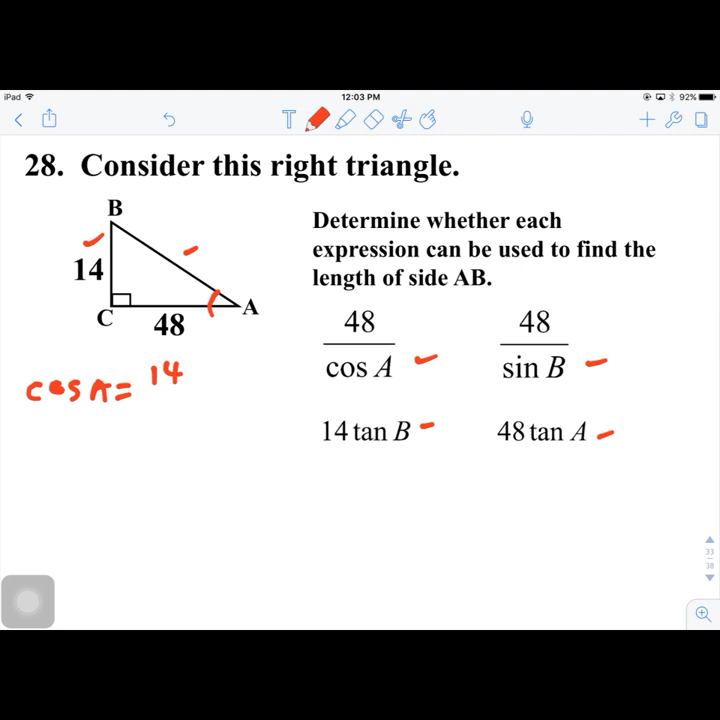 iPad 12:03 PM 92%
T
28. Consider this right triangle.
B
Determine whether each
expression can be used to find the
length of side AB.
14
C
48
A
48
cos A
48
sin B
cos A = 14
14 tan B
48 tan A
33
38